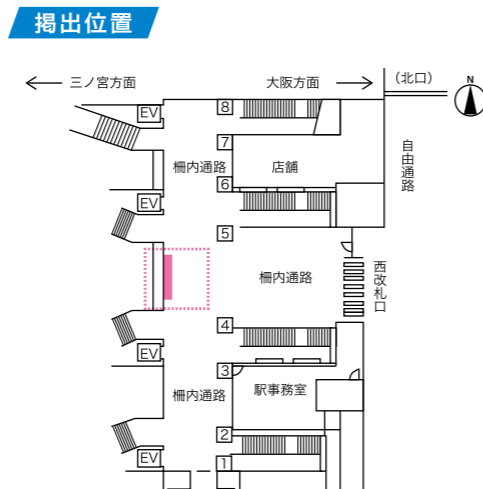 掲出位置
三ノ宮方面
大阪方面
(北口)
N
EV
8
7
柵内通路
店舗
自由通路
6
EV
5
柵内通路
西改札口
4
EV
3
柵内通路
駅事務室
2
EV
1